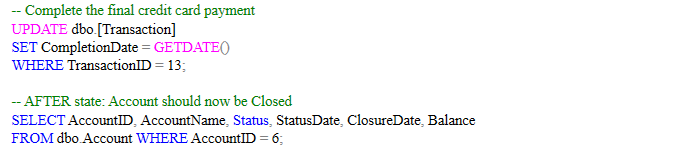 -- Complete the final credit card payment
UPDATE dbo.[Transaction]
SET CompletionDate = GETDATE()
WHERE TransactionID = 13;
-- AFTER state: Account should now be Closed
SELECT AccountID, AccountName, Status, StatusDate, ClosureDate, Balance
FROM dbo.Account WHERE AccountID = 6;